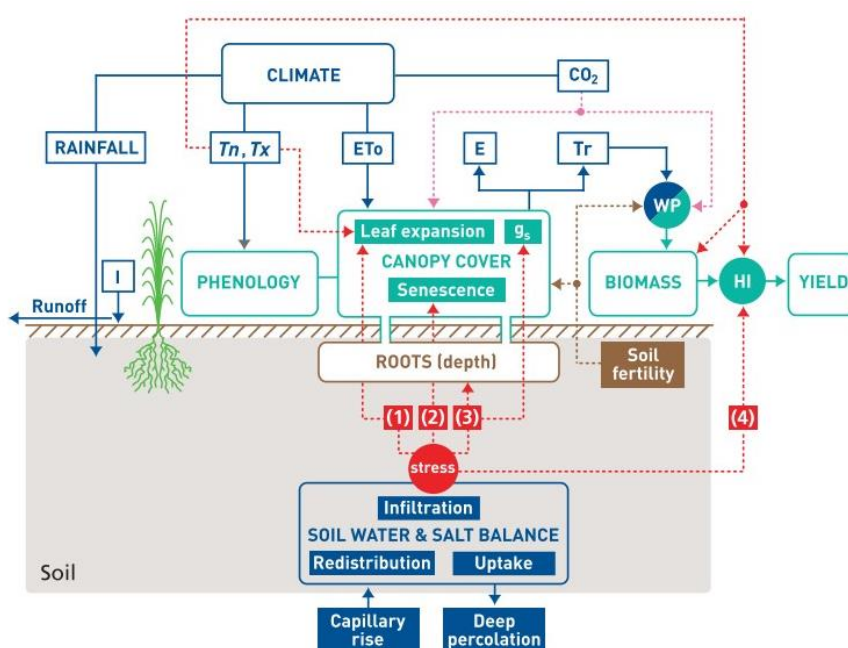 CLIMATE
CO₂
RAINFALL
Tn, Tx
ETo
E
Tr
WP
Leaf expansion
gₛ
I
PHENOLOGY
CANOPY COVER
BIOMASS
HI
YIELD
Senescence
Runoff
ROOTS (depth)
Soil
fertility
(1)
(2)
(3)
(4)
stress
Infiltration
SOIL WATER & SALT BALANCE
Redistribution
Uptake
Soil
Capillary
rise
Deep
percolation